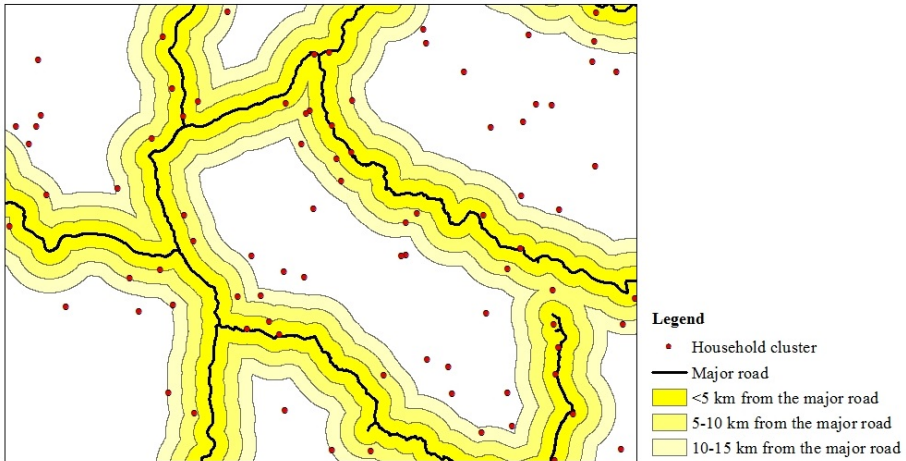 Legend
Household cluster
Major road
<5 km from the major road
5-10 km from the major road
10-15 km from the major road